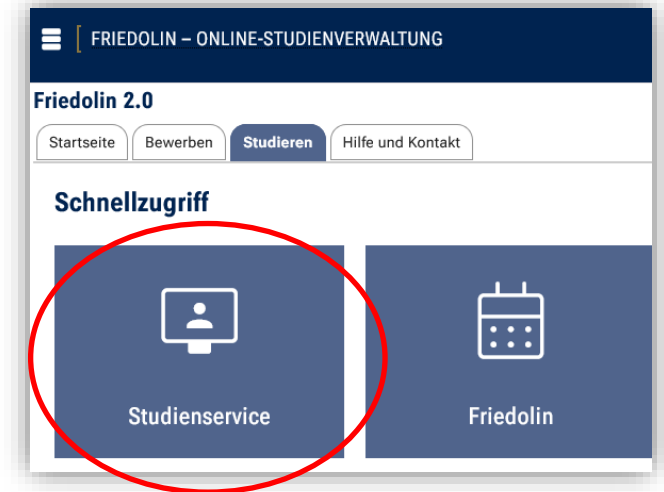 FRIEDOLIN – ONLINE-STUDIENVERWALTUNG
Friedolin 2.0
Startseite Bewerben Studieren Hilfe und Kontakt
Schnellzugriff
Studienservice Friedolin